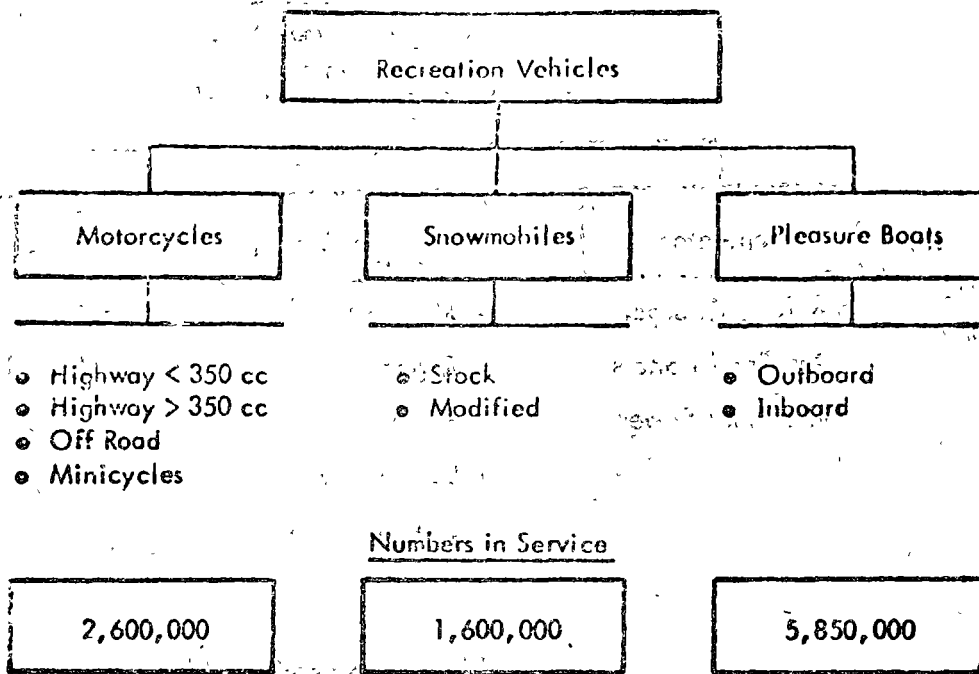 Recreation Vehicles
Motorcycles
Snowmobiles
Pleasure Boats
• Highway < 350 cc
• Highway > 350 cc
• Off Road
• Minicycles
• Stock
• Modified
• Outboard
• Inboard
Numbers in Service
2,600,000
1,600,000
5,850,000